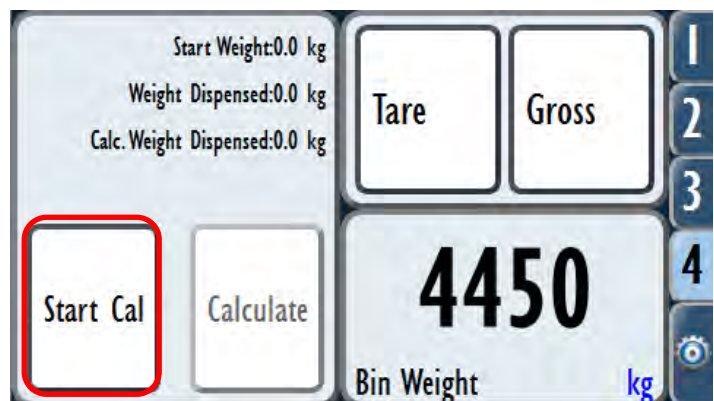 Start Weight:0.0 kg
Weight Dispensed:0.0 kg
Calc. Weight Dispensed:0.0 kg
Start Cal
Calculate
Tare
Gross
4450
Bin Weight kg
1
2
3
4